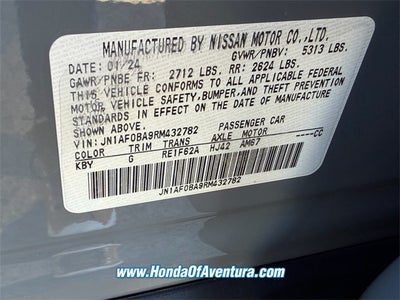 MANUFACTURED BY NISSAN MOTOR CO.,LTD.
DATE: 01/24 GVWR/PNBV: 5313 LBS.
GAWR/PNBE FR: 2712 LBS. RR: 2624 LBS.
THIS VEHICLE CONFORMS TO ALL APPLICABLE FEDERAL
MOTOR VEHICLE SAFETY, BUMPER, AND THEFT PREVENTION
STANDARDS IN EFFECT ON THE DATE OF
MANUFACTURE SHOWN ABOVE.
VIN: JN1AF0BA9RM432782 PASSENGER CAR
COLOR TRIM TRANS AXLE MOTOR ----CC
KBY G RE1F62A HJ42 AM67
JN1AF0BA9RM432782
www.HondaOfAventura.com